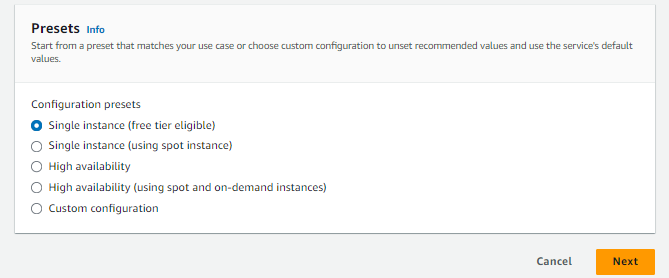 Presets Info
Start from a preset that matches your use case or choose custom configuration to unset recommended values and use the service's default
values.
Configuration presets
Single instance (free tier eligible)
Single instance (using spot instance)
High availability
High availability (using spot and on-demand instances)
Custom configuration
Cancel Next